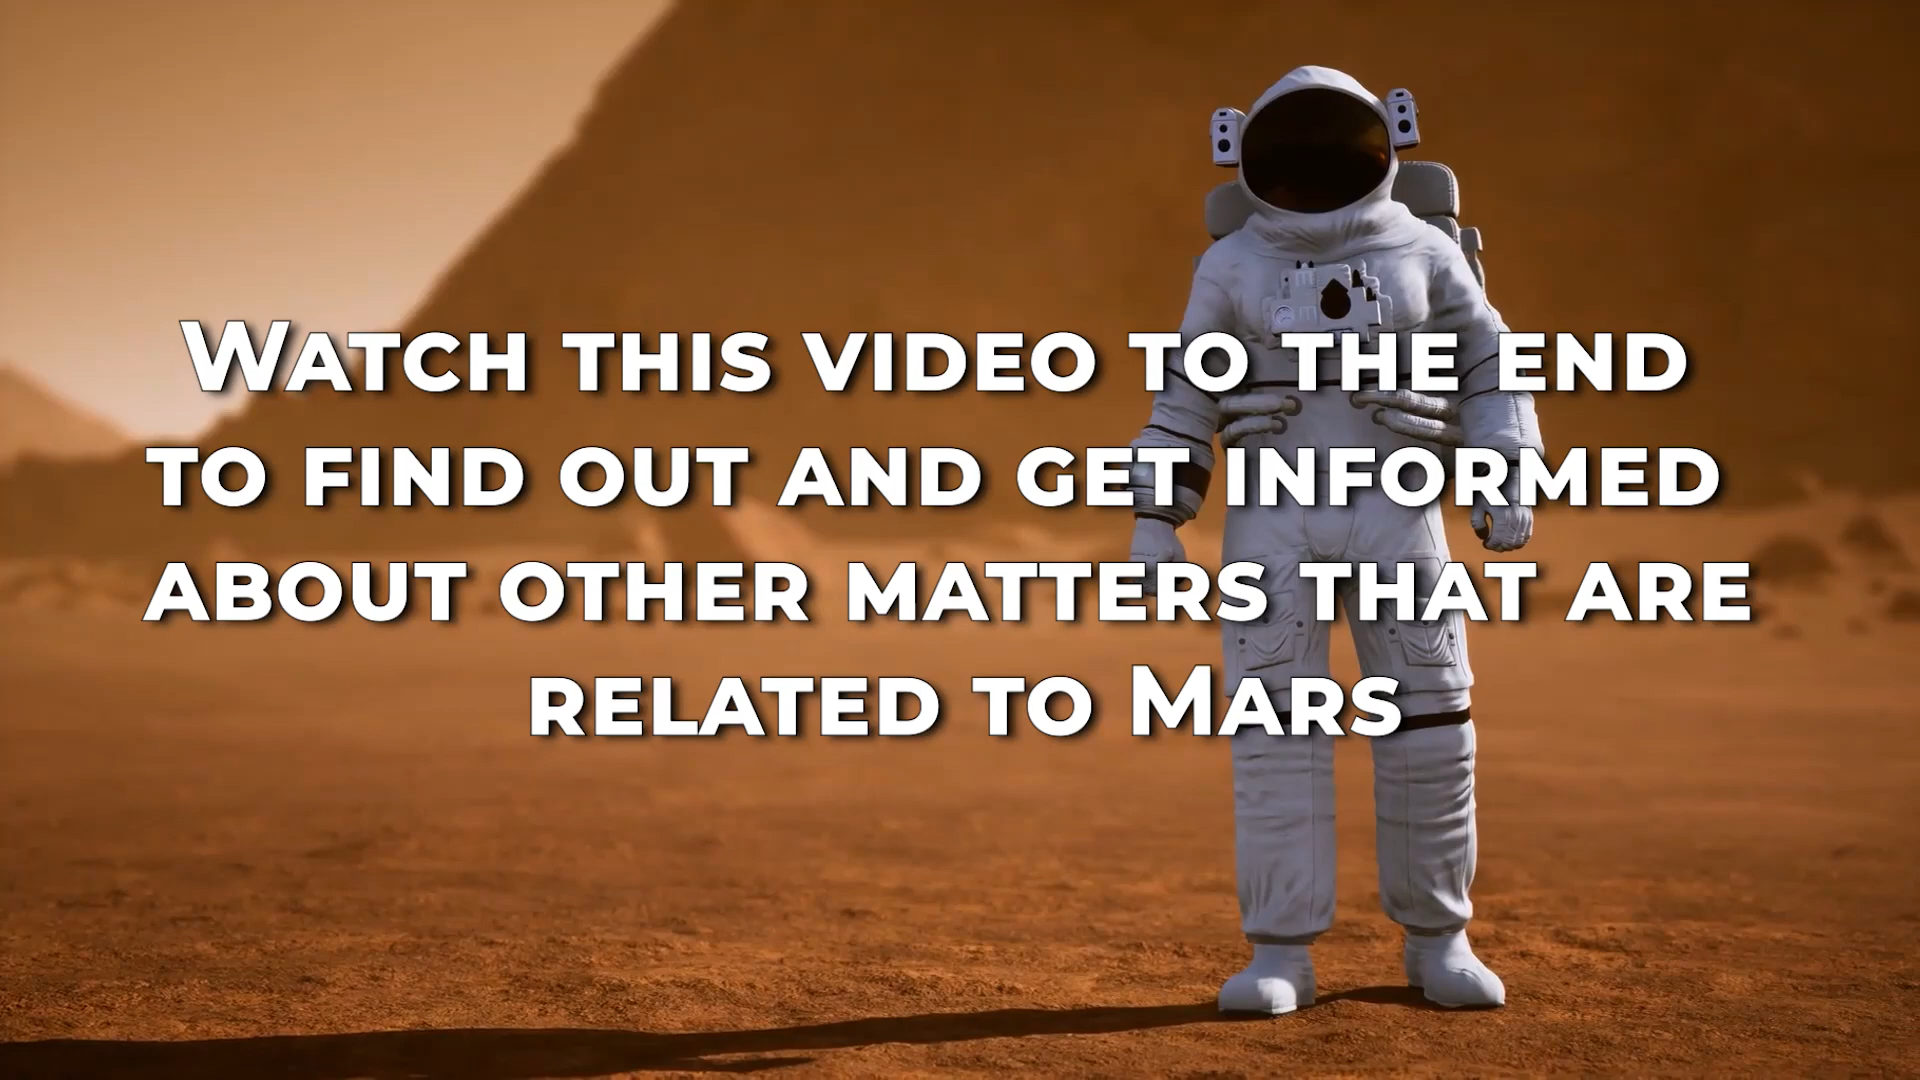 Watch this video to the end
to find out and get informed
about other matters that are
related to Mars